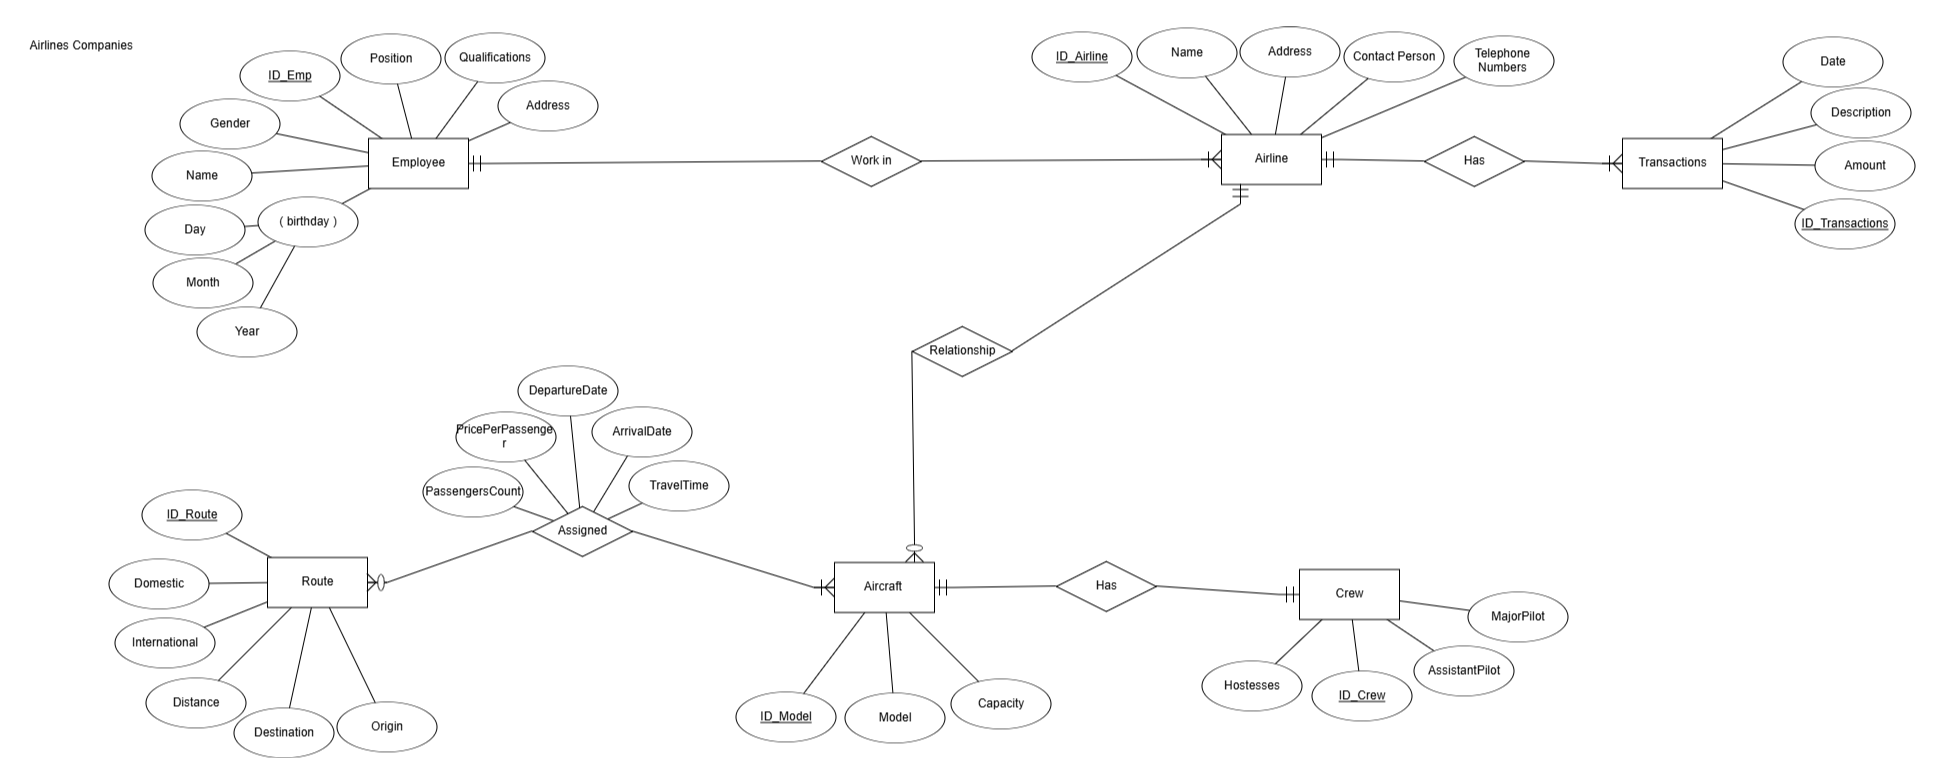 Airlines Companies
ID_Emp
Position
Qualifications
Address
Gender
Name
( birthday )
Day
Month
Year
Employee
Work in
ID_Airline
Name
Address
Contact Person
Telephone
Numbers
Airline
Has
Transactions
Date
Description
Amount
ID_Transactions
Relationship
DepartureDate
PricePerPassenge
r
ArrivalDate
PassengersCount
TravelTime
Assigned
ID_Route
Domestic
International
Distance
Destination
Origin
Route
Aircraft
ID_Model
Model
Capacity
Has
Crew
MajorPilot
AssistantPilot
Hostesses
ID_Crew